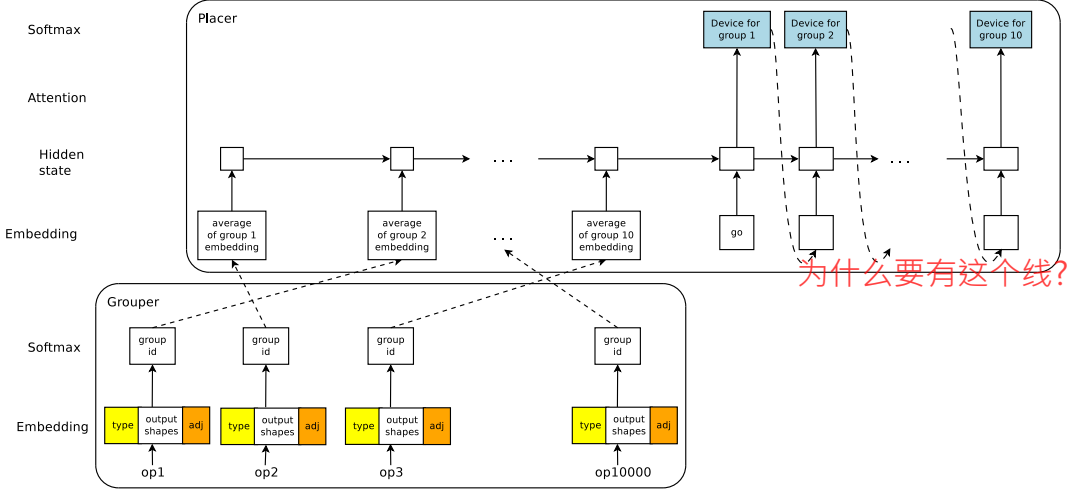 Placer
Softmax
Device for
group 1
Device for
group 2
Device for
group 10
Attention
Hidden
state
...
...
Embedding
average
of group 1
embedding
average
of group 2
embedding
...
average
of group 10
embedding
go
为什么要有这个线?
Grouper
Softmax
group
id
group
id
group
id
group
id
Embedding
type
output
shapes
adj
type
output
shapes
adj
type
output
shapes
adj
type
output
shapes
adj
op1
op2
op3
op10000